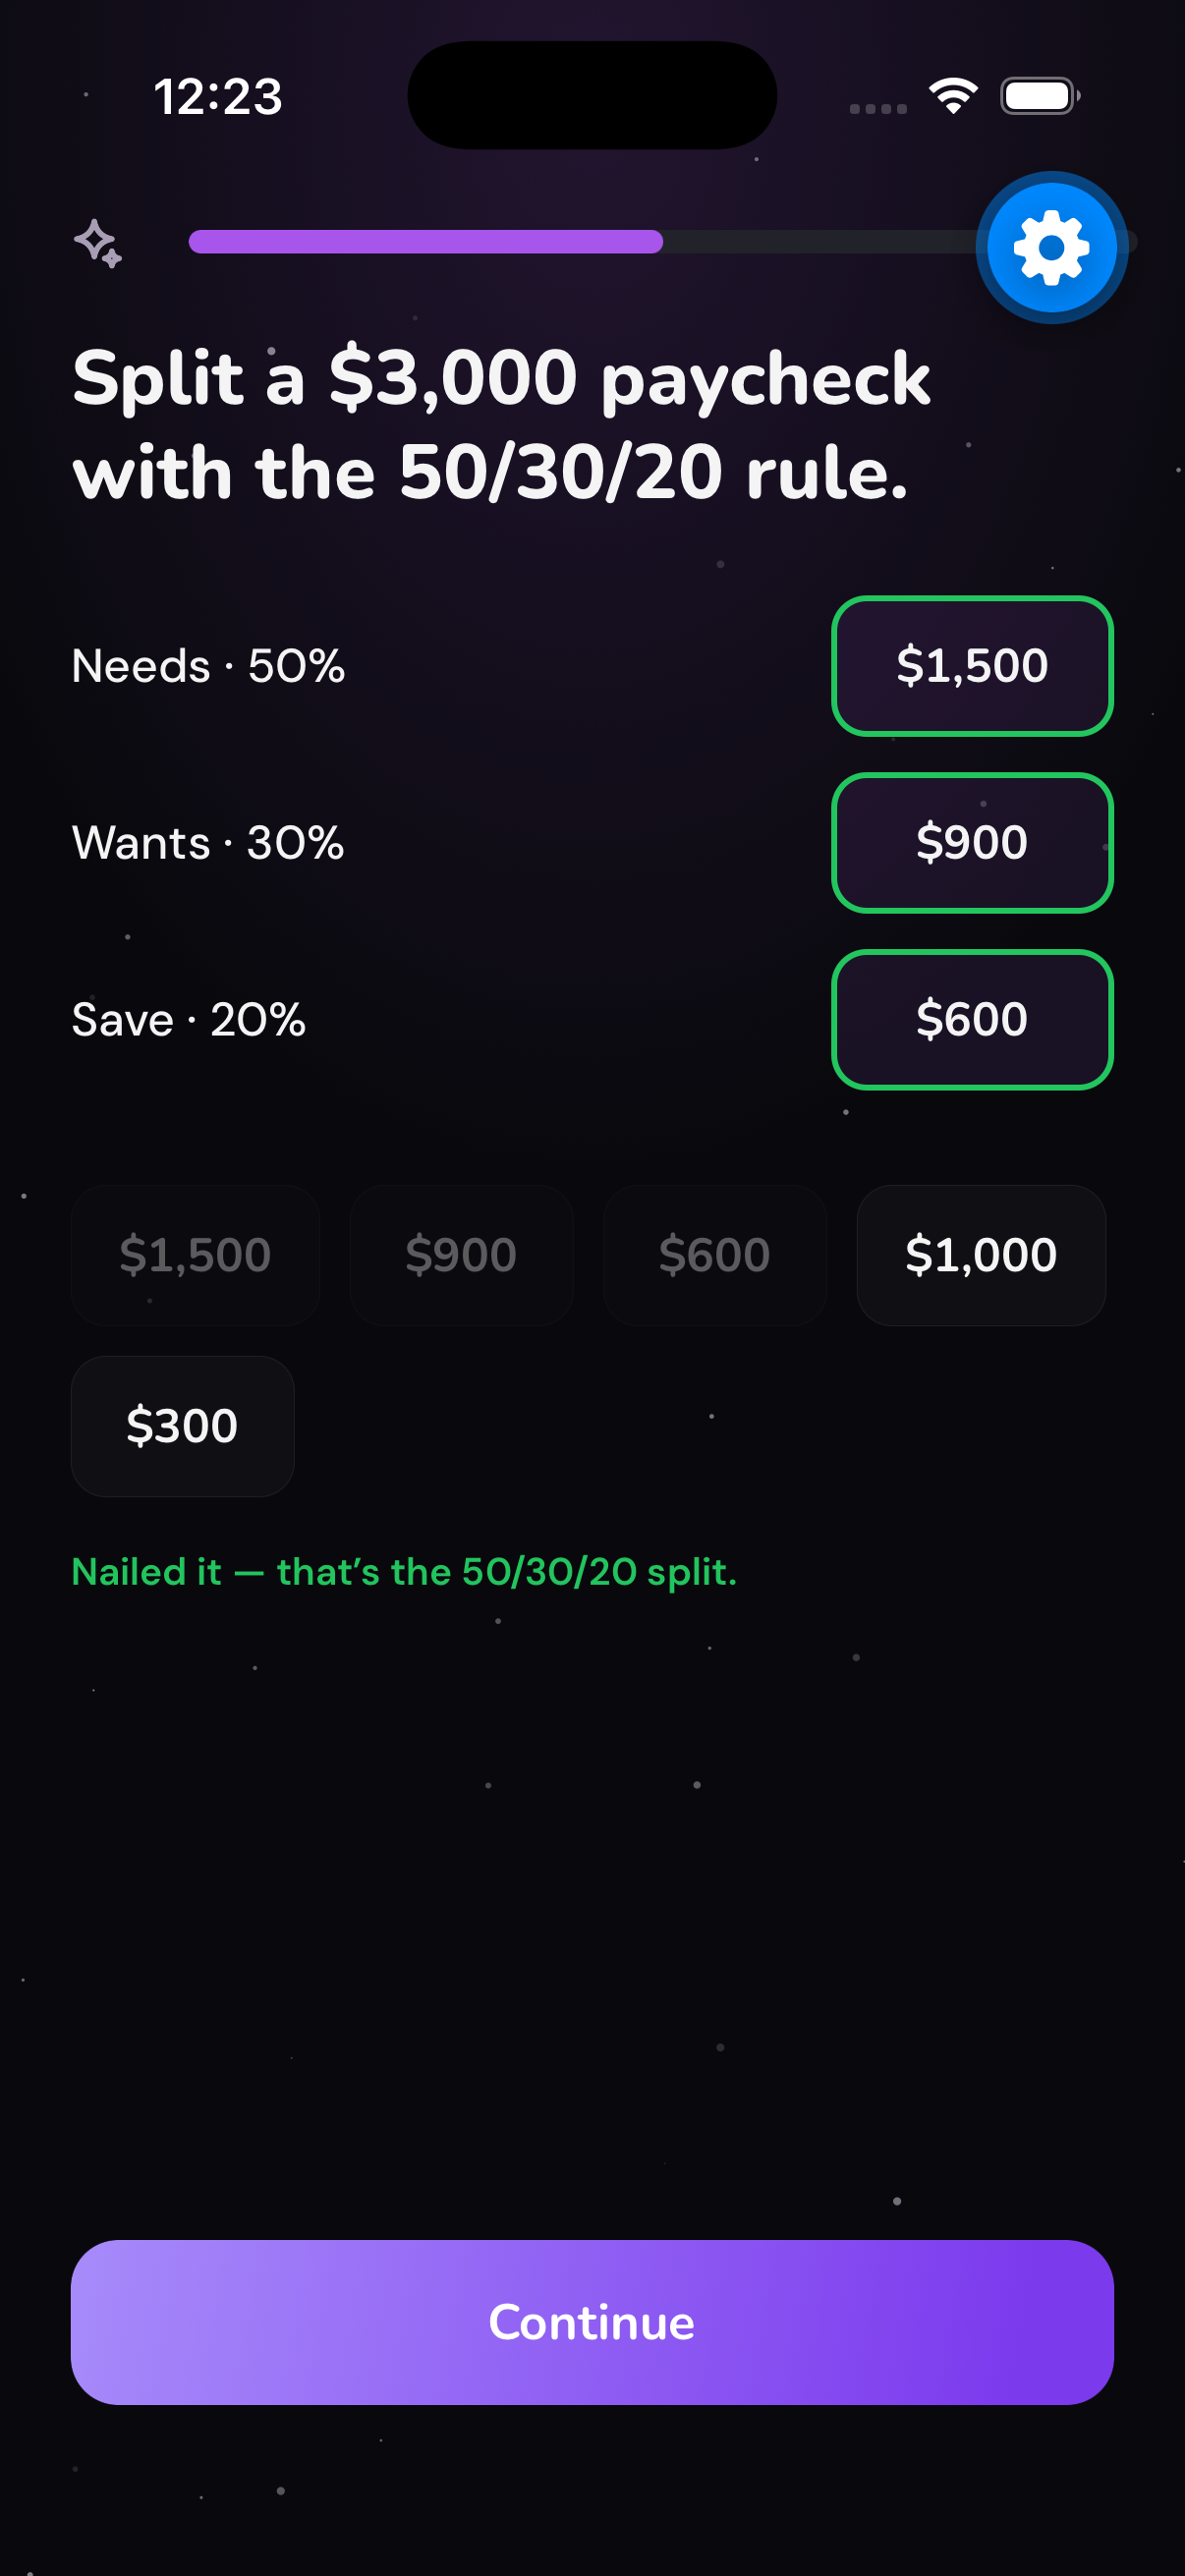 12:23
Split a $3,000 paycheck
with the 50/30/20 rule.
Needs · 50%
$1,500
Wants · 30%
$900
Save · 20%
$600
$1,500
$900
$600
$1,000
$300
Nailed it — that’s the 50/30/20 split.
Continue